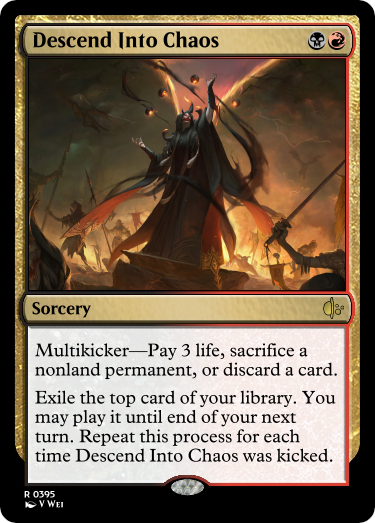 Descend Into Chaos
Sorcery
Multikicker—Pay 3 life, sacrifice a
nonland permanent, or discard a card.
Exile the top card of your library. You
may play it until end of your next
turn. Repeat this process for each
time Descend Into Chaos was kicked.
R 0395
V Wei